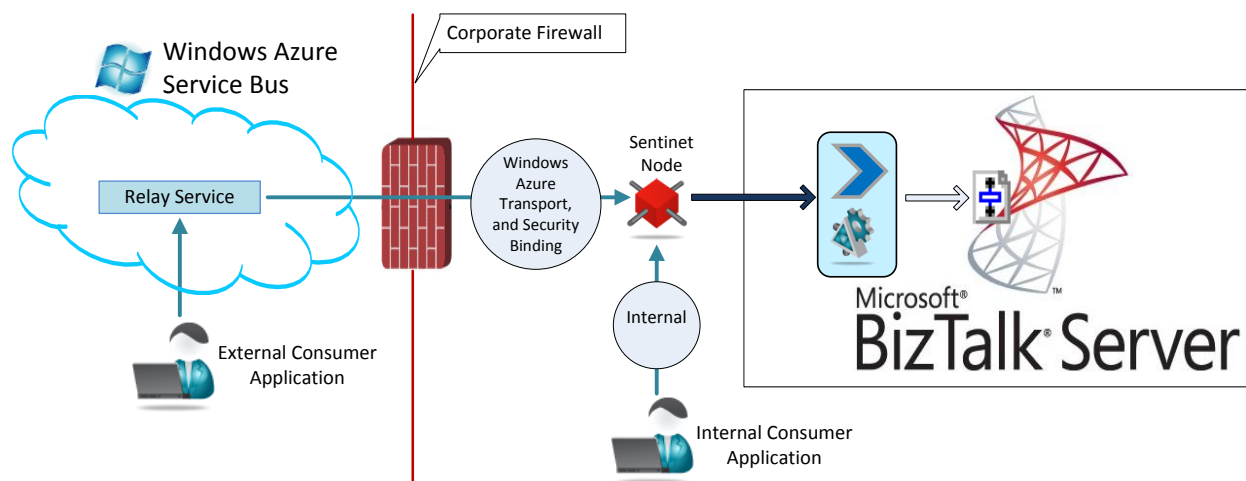 Windows Azure
Service Bus
Corporate Firewall
Relay Service
Windows
Azure
Transport,
and Security
Binding
Sentinet
Node
Internal
External Consumer
Application
Internal Consumer
Application
TM
Microsoft®
BizTalk® Server